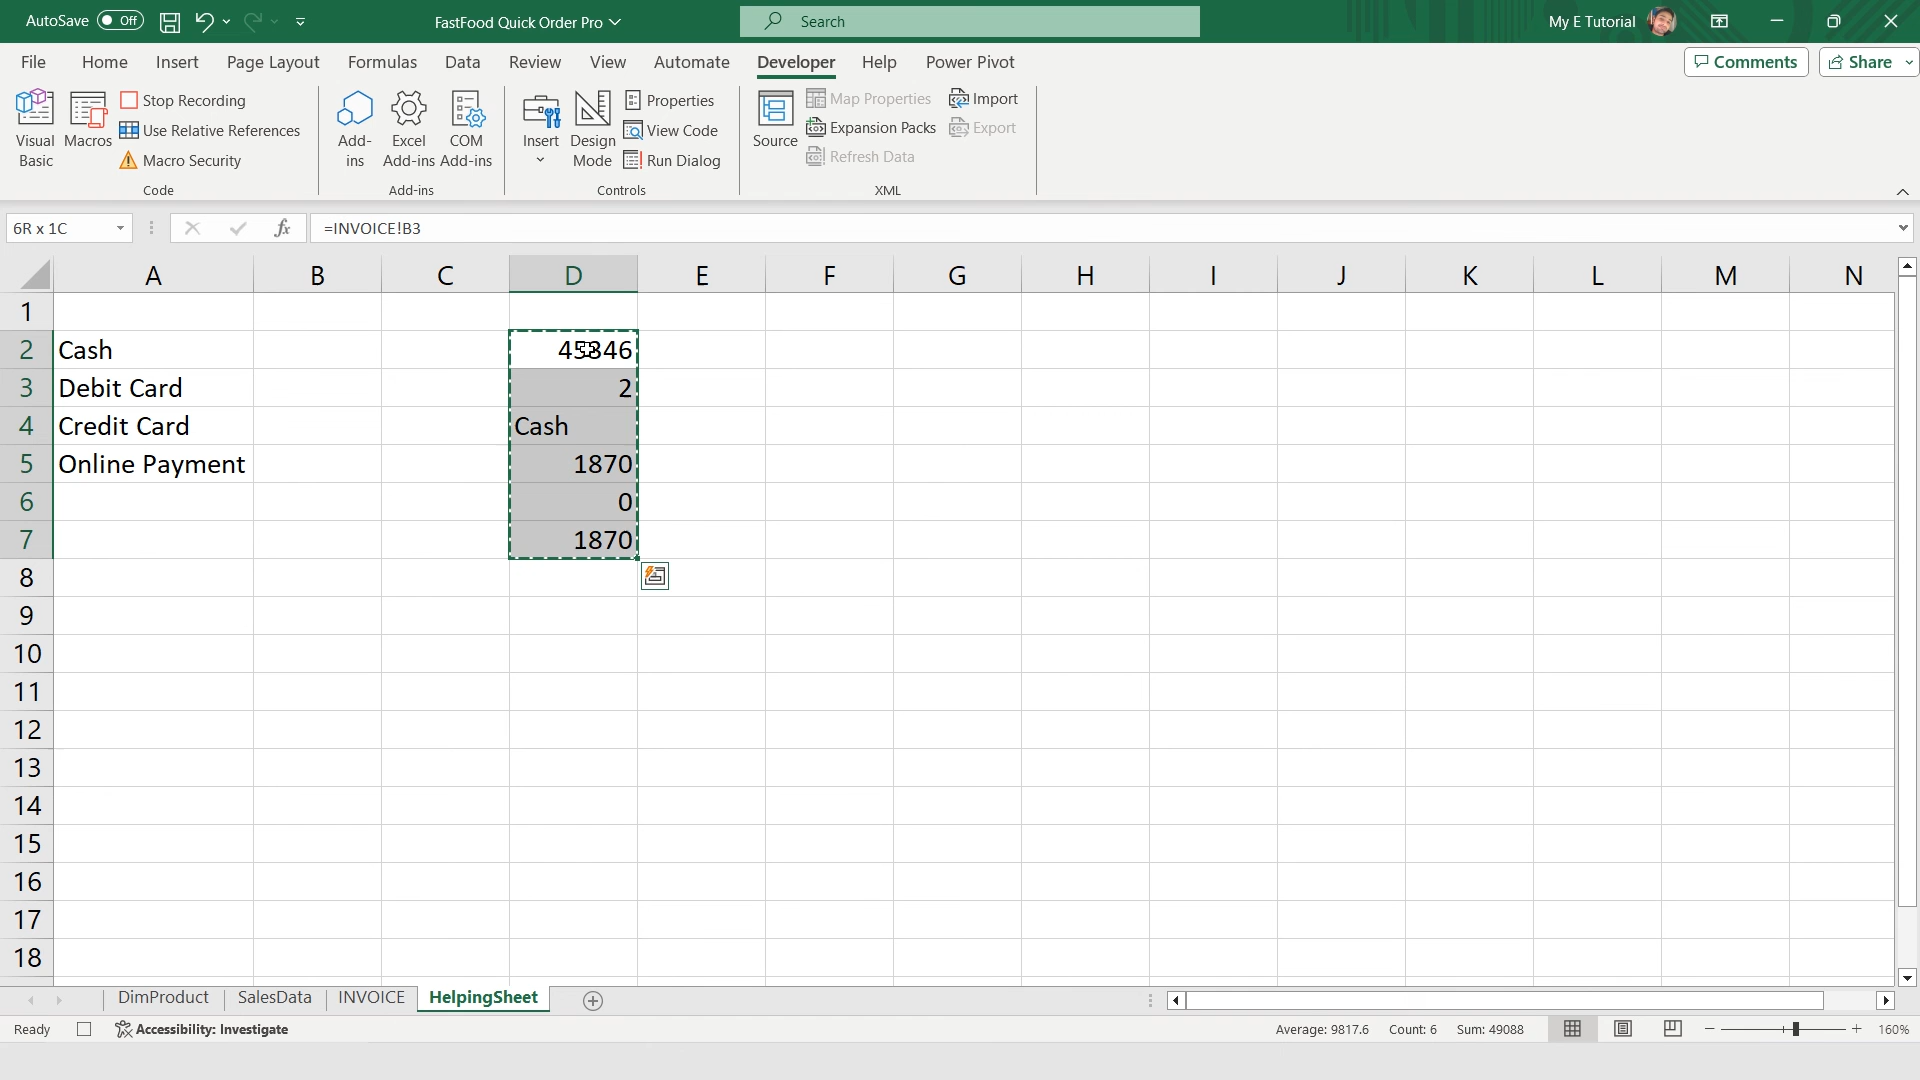 AutoSave Off FastFood Quick Order Pro Search My E Tutorial
File Home Insert Page Layout Formulas Data Review View Automate Developer Help Power Pivot Comments Share
Visual Basic Macros Stop Recording
Use Relative References
Macro Security
Code
Add-ins Excel Add-ins COM Add-ins
Add-ins
Insert Design Mode Properties
View Code
Run Dialog
Controls
Source Map Properties
Expansion Packs
Refresh Data
Import
Export
XML
6R x 1C fx =INVOICE!B3
A B C D E F G H I J K L M N
1
2 Cash 45346
3 Debit Card 2
4 Credit Card Cash
5 Online Payment 1870
6 0
7 1870
8
9
10
11
12
13
14
15
16
17
18
DimProduct SalesData INVOICE HelpingSheet
Ready Accessibility: Investigate Average: 9817.6 Count: 6 Sum: 49088 160%